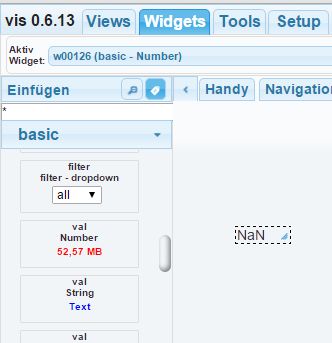 vis 0.6.13 Views Widgets Tools Setup
Aktiv
Widget: w00126 (basic - Number)
Einfügen
Handy Navigation
*
basic
filter
filter - dropdown
all
val
Number
52,57 MB
NaN
val
String
Text
val